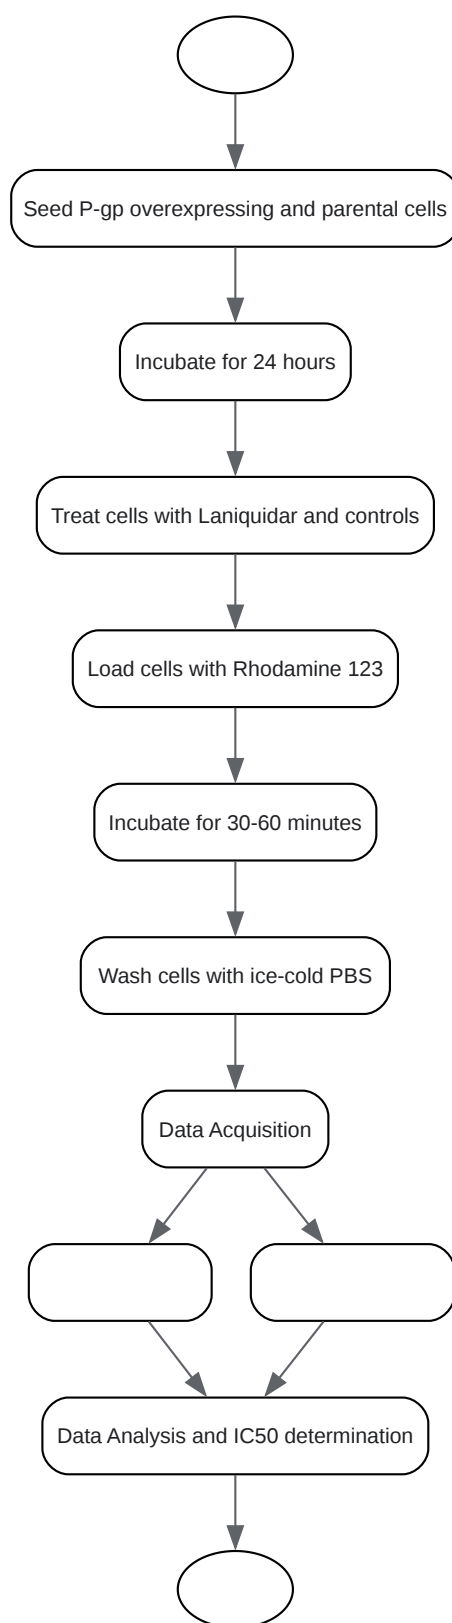 Seed P-gp overexpressing and parental cells
Incubate for 24 hours
Treat cells with Laniquidar and controls
Load cells with Rhodamine 123
Incubate for 30-60 minutes
Wash cells with ice-cold PBS
Data Acquisition
Data Analysis and IC50 determination